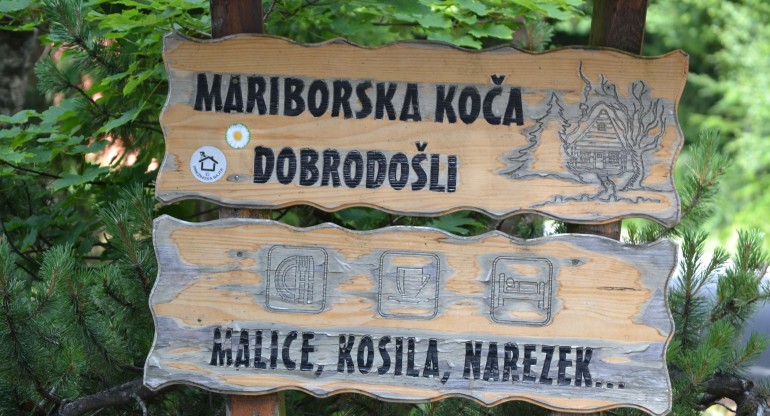 MARIBORSKA KOČA
DOBRODOŠLI
MALICE, KOSILA, NAREZEK...